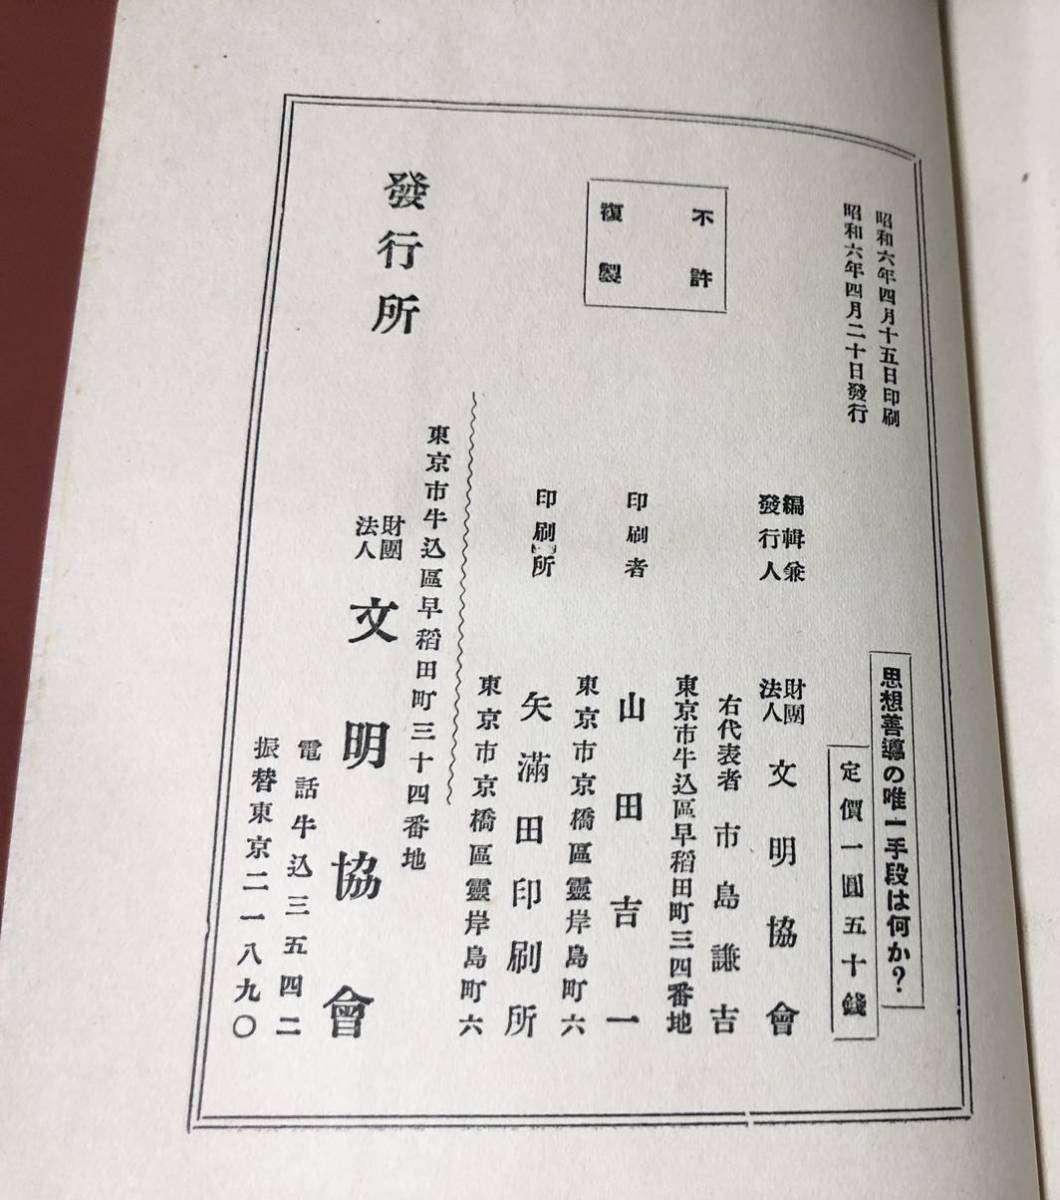 昭和六年四月十五日印刷
昭和六年四月二十日發行
思想善導の唯一手段は何か?
定價一圓五十錢
不許
複製
編輯兼
發行人
財團
法人
文明協會
右代表者 市島謙吉
東京市牛込區早稻田町三四番地
印刷者
山田吉一
東京市京橋區靈岸島町六
印刷所
矢滿田印刷所
東京市京橋區靈岸島町六
發行所
東京市牛込區早稻田町三十四番地
財團
法人
文明協會
電話牛込三五四二
振替東京二一八九〇